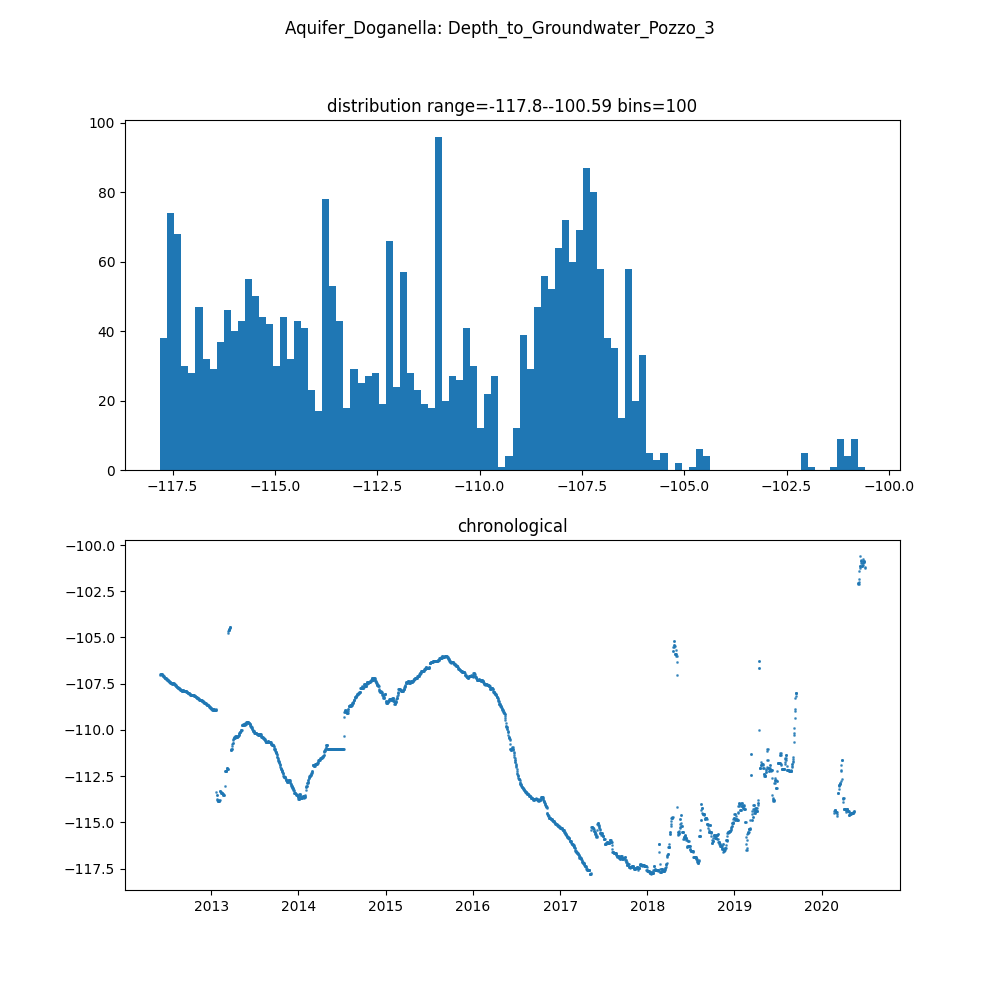 Aquifer_Doganella: Depth_to_Groundwater_Pozzo_3
distribution range=-117.8--100.59 bins=100
100
80
60
40
20
0
−117.5 −115.0 −112.5 −110.0 −107.5 −105.0 −102.5 −100.0
chronological
−100.0
−102.5
−105.0
−107.5
−110.0
−112.5
−115.0
−117.5
2013 2014 2015 2016 2017 2018 2019 2020